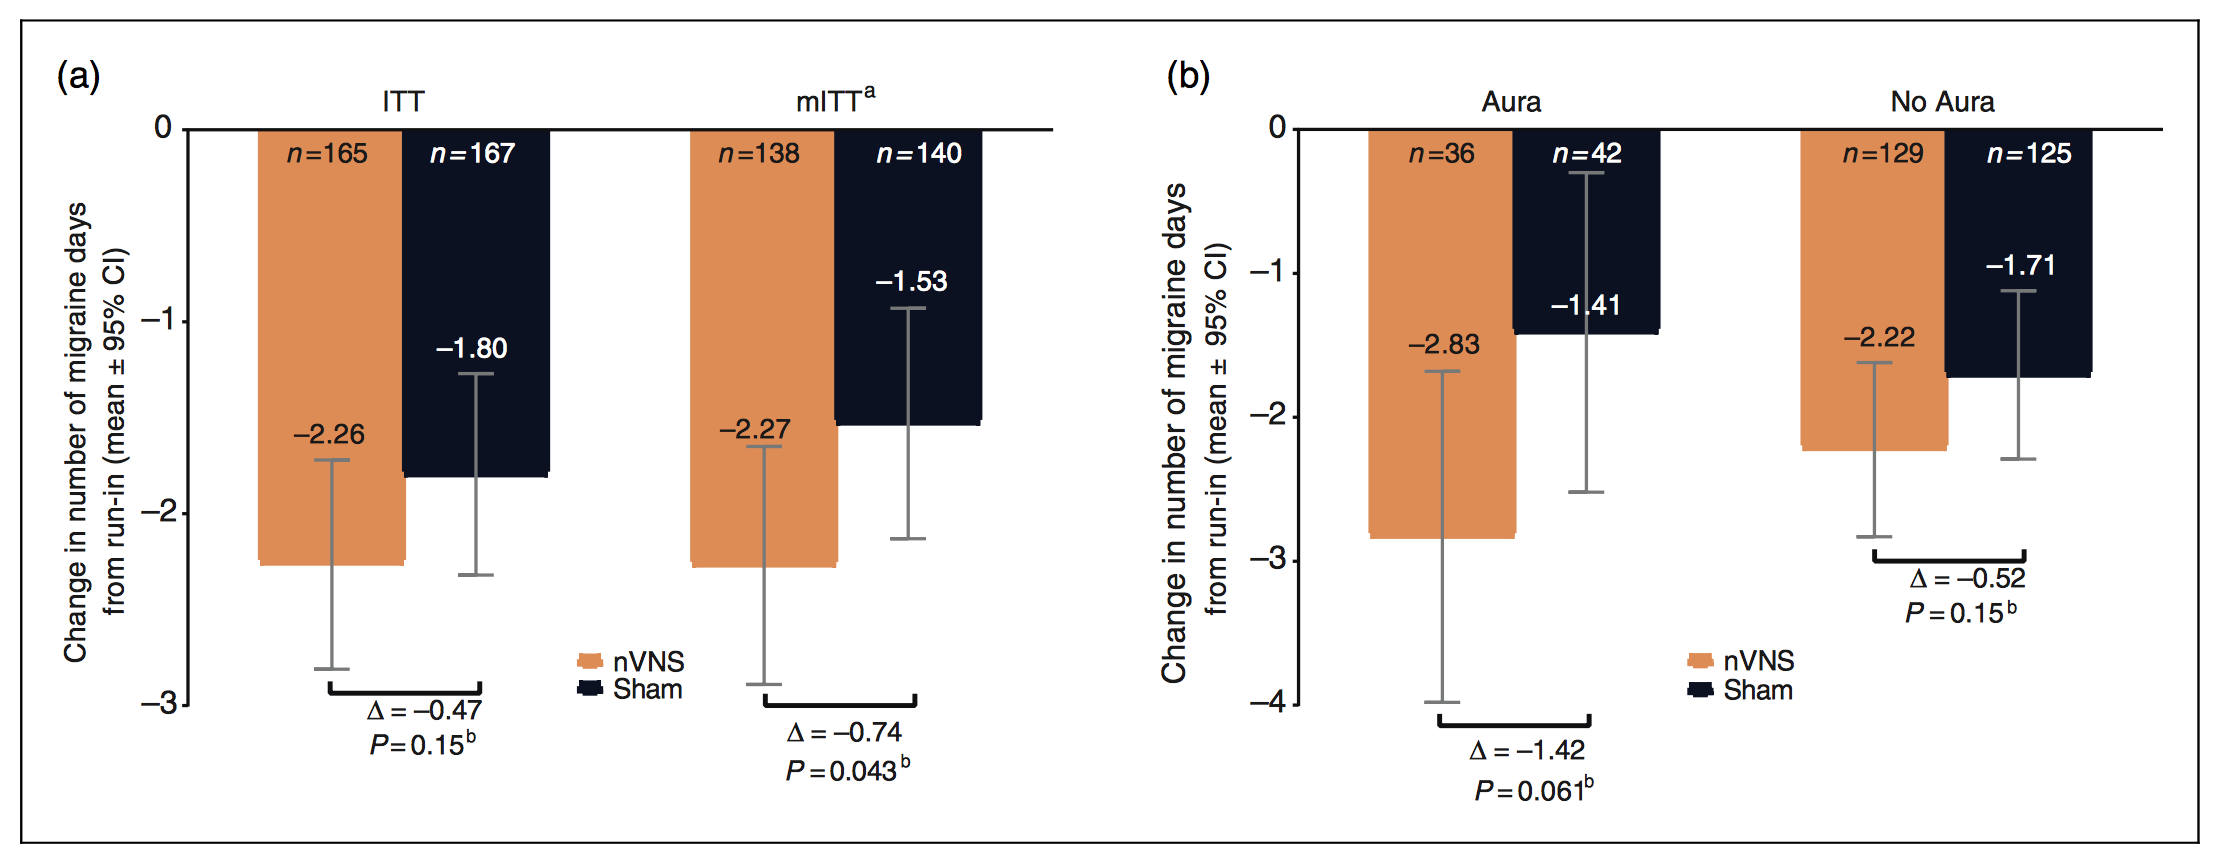 (a)
ITT
mITTᵃ
0
–1
–2
–3
Change in number of migraine days
from run-in (mean ± 95% CI)
n=165
n=167
n=138
n=140
–2.26
–1.80
–2.27
–1.53
nVNS
Sham
Δ = –0.47
P = 0.15ᵇ
Δ = –0.74
P = 0.043ᵇ
(b)
Aura
No Aura
0
–1
–2
–3
–4
Change in number of migraine days
from run-in (mean ± 95% CI)
n=36
n=42
n=129
n=125
–2.83
–1.41
–2.22
–1.71
Δ = –0.52
P = 0.15ᵇ
nVNS
Sham
Δ = –1.42
P = 0.061ᵇ